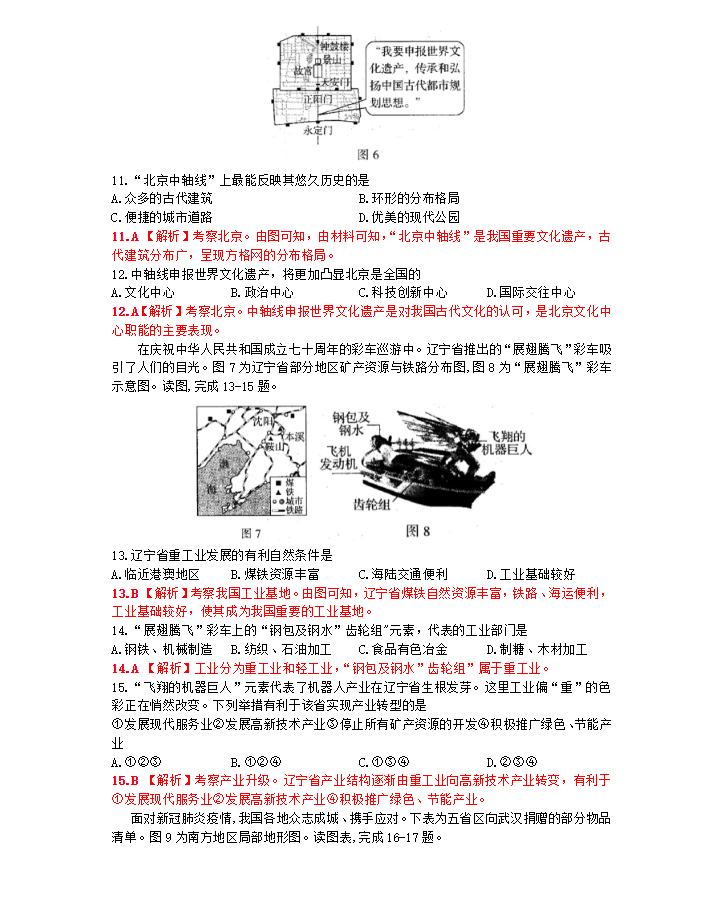 钟鼓楼
景山
故宫
天安门
正阳门
永定门
“我要申报世界文
化遗产，传承和弘
扬中国古代都市规
划思想。”
图6
11.“北京中轴线”上最能反映其悠久历史的是
A.众多的古代建筑 B.环形的分布格局
C.便捷的城市道路 D.优美的现代公园
11.A 【解析】考察北京。由图可知，由材料可知，“北京中轴线”是我国重要文化遗产，古
代建筑分布广，呈现方格网的分布格局。
12.中轴线申报世界文化遗产，将更加凸显北京是全国的
A.文化中心 B.政治中心 C.科技创新中心 D.国际交往中心
12.A【解析】考察北京。中轴线申报世界文化遗产是对我国古代文化的认可，是北京文化中
心职能的主要表现。
在庆祝中华人民共和国成立七十周年的彩车巡游中。辽宁省推出的“展翅腾飞”彩车吸
引了人们的目光。图7为辽宁省部分地区矿产资源与铁路分布图,图8为“展翅腾飞”彩车
示意图。读图,完成13-15题。
沈阳
本溪
鞍山
渤
海
煤
铁
城市
铁路
图7
钢包及
钢水
飞机
发动机
齿轮组
飞翔的
机器巨人
图8
13.辽宁省重工业发展的有利自然条件是
A.临近港澳地区 B.煤铁资源丰富 C.海陆交通便利 D.工业基础较好
13.B 【解析】考察我国工业基地。由图可知，辽宁省煤铁自然资源丰富，铁路、海运便利，
工业基础较好，使其成为我国重要的工业基地。
14.“展翅腾飞”彩车上的“钢包及钢水”齿轮组"元素，代表的工业部门是
A.钢铁、机械制造 B.纺织、石油加工 C.食品有色冶金 D.制糖、木材加工
14.A 【解析】工业分为重工业和轻工业，“钢包及钢水”齿轮组”属于重工业。
15.“飞翔的机器巨人”元素代表了机器人产业在辽宁省生根发芽。这里工业偏“重”的色
彩正在悄然改变。下列举措有利于该省实现产业转型的是
①发展现代服务业②发展高新技术产业③停止所有矿产资源的开发④积极推广绿色、节能产
业
A.①②③ B.①②④ C.①③④ D.②③④
15.B 【解析】考察产业升级。辽宁省产业结构逐渐由重工业向高新技术产业转变，有利于
①发展现代服务业②发展高新技术产业④积极推广绿色、节能产业。
面对新冠肺炎疫情,我国各地众志成城、携手应对。下表为五省区向武汉捐赠的部分物品
清单。图9为南方地区局部地形图。读图表,完成16-17题。